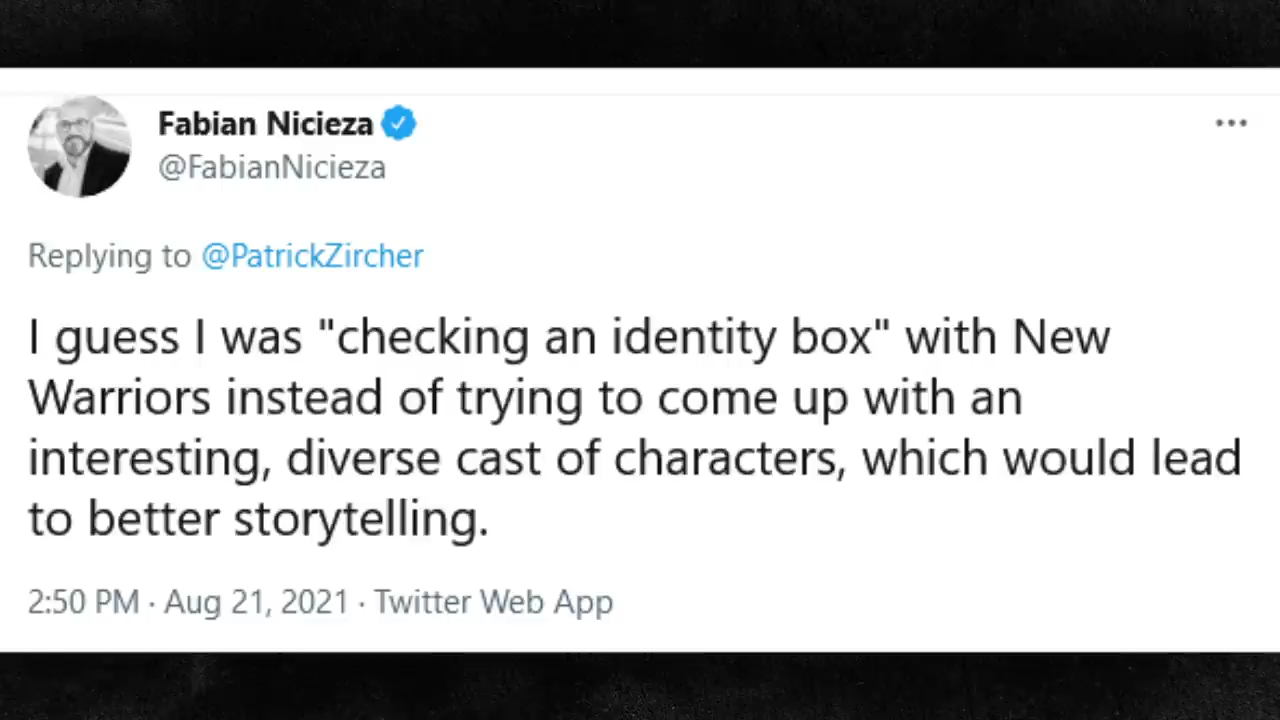 Fabian Nicieza
@FabianNicieza
Replying to @PatrickZircher
I guess I was "checking an identity box" with New
Warriors instead of trying to come up with an
interesting, diverse cast of characters, which would lead
to better storytelling.
2:50 PM · Aug 21, 2021 · Twitter Web App